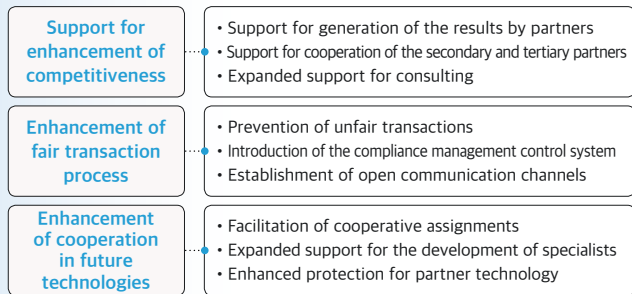 Support for
enhancement of
competitiveness
• Support for generation of the results by partners
• Support for cooperation of the secondary and tertiary partners
• Expanded support for consulting
Enhancement of
fair transaction
process
• Prevention of unfair transactions
• Introduction of the compliance management control system
• Establishment of open communication channels
Enhancement
of cooperation
in future
technologies
• Facilitation of cooperative assignments
• Expanded support for the development of specialists
• Enhanced protection for partner technology